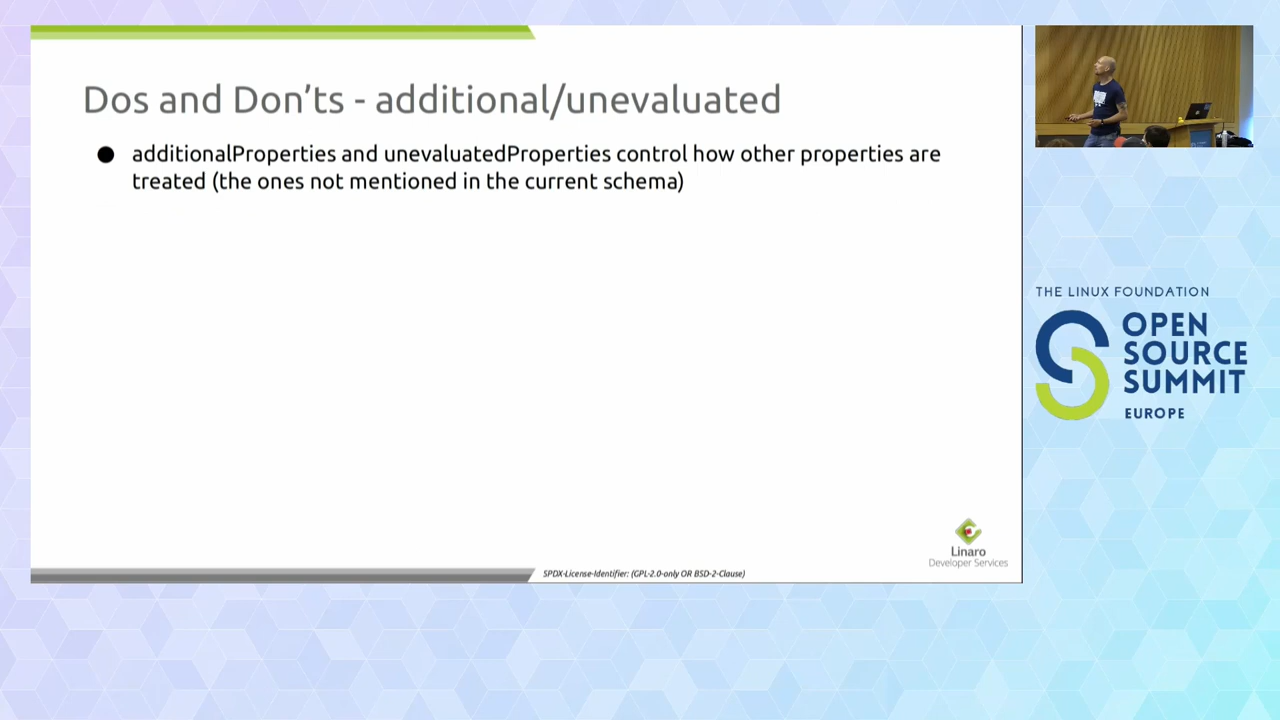 Dos and Don'ts - additional/unevaluated
● additionalProperties and unevaluatedProperties control how other properties are
treated (the ones not mentioned in the current schema)
Linaro
Developer Services
SPDX-License-Identifier: (GPL-2.0-only OR BSD-2-Clause)
THE LINUX FOUNDATION
OPEN
SOURCE
SUMMIT
EUROPE